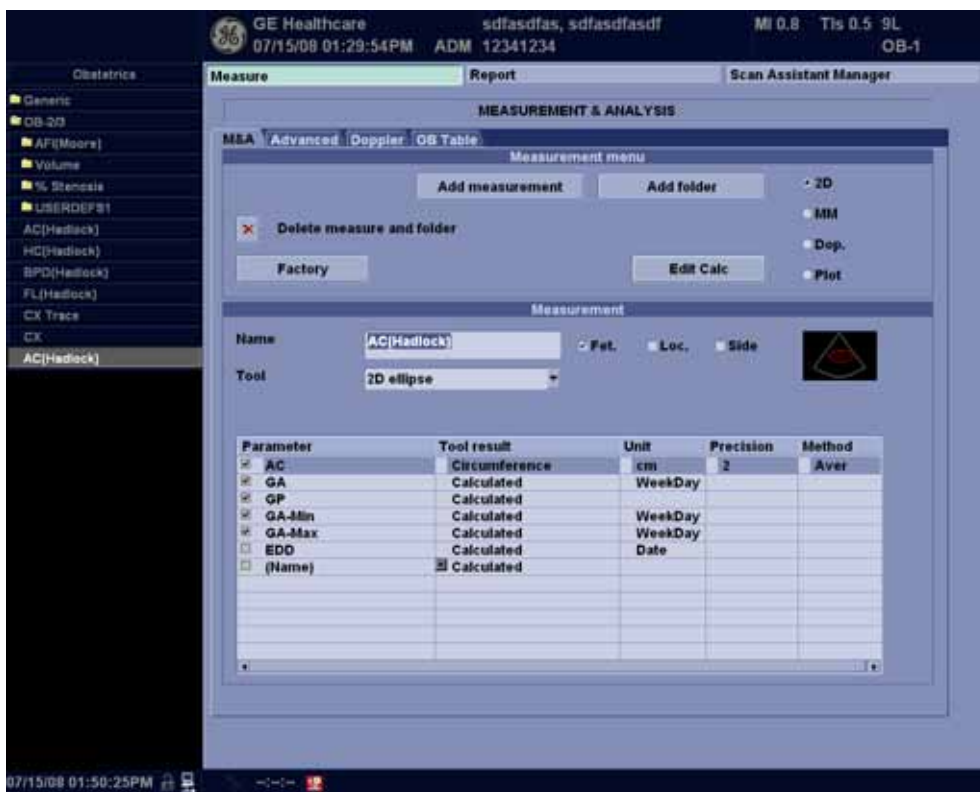 GE Healthcare
07/15/08 01:29:54PM ADM 12341234
sdfasdfas, sdfasdfasdf
MI 0.8 TIs 0.5 9L
OB-1
Obstetrics
Generic
OB-2/3
AFI(Moore)
Volume
% Stenosis
USERDEFS1
AC(Hadlock)
HC(Hadlock)
BPD(Hadlock)
FL(Hadlock)
CX Trace
CX
AC(Hadlock)
Measure Report Scan Assistant Manager
MEASUREMENT & ANALYSIS
M&A Advanced Doppler OB Table
Measurement menu
Add measurement Add folder
2D
MM
Dop.
Plot
Delete measure and folder
Factory Edit Calc
Measurement
Name AC(Hadlock) Fet. Loc. Side
Tool 2D ellipse
Parameter Tool result Unit Precision Method
AC Circumference cm 2 Aver
GA Calculated WeekDay
GP Calculated
GA-Min Calculated WeekDay
GA-Max Calculated WeekDay
EDD Calculated Date
(Name) Calculated
07/15/08 01:50:25PM
--:--:--